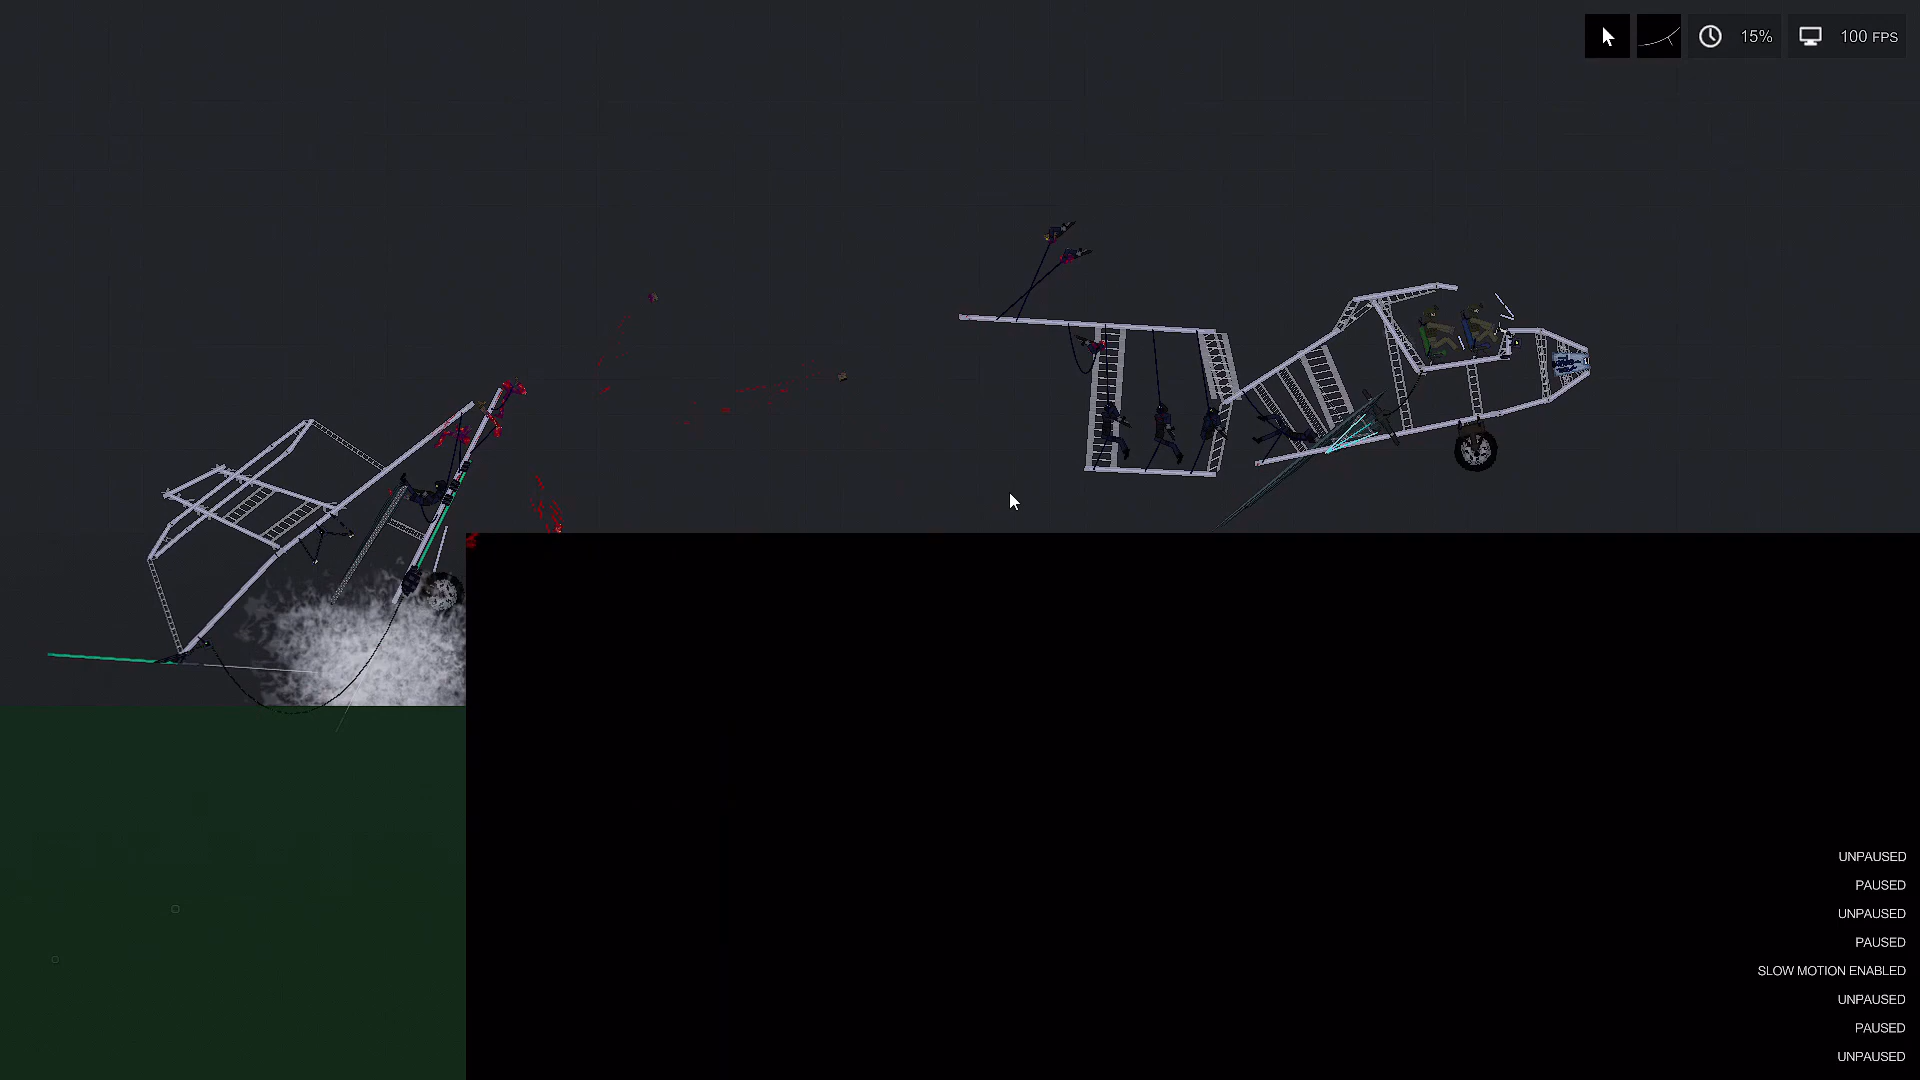 15%
100 FPS
UNPAUSED
PAUSED
UNPAUSED
PAUSED
SLOW MOTION ENABLED
UNPAUSED
PAUSED
UNPAUSED